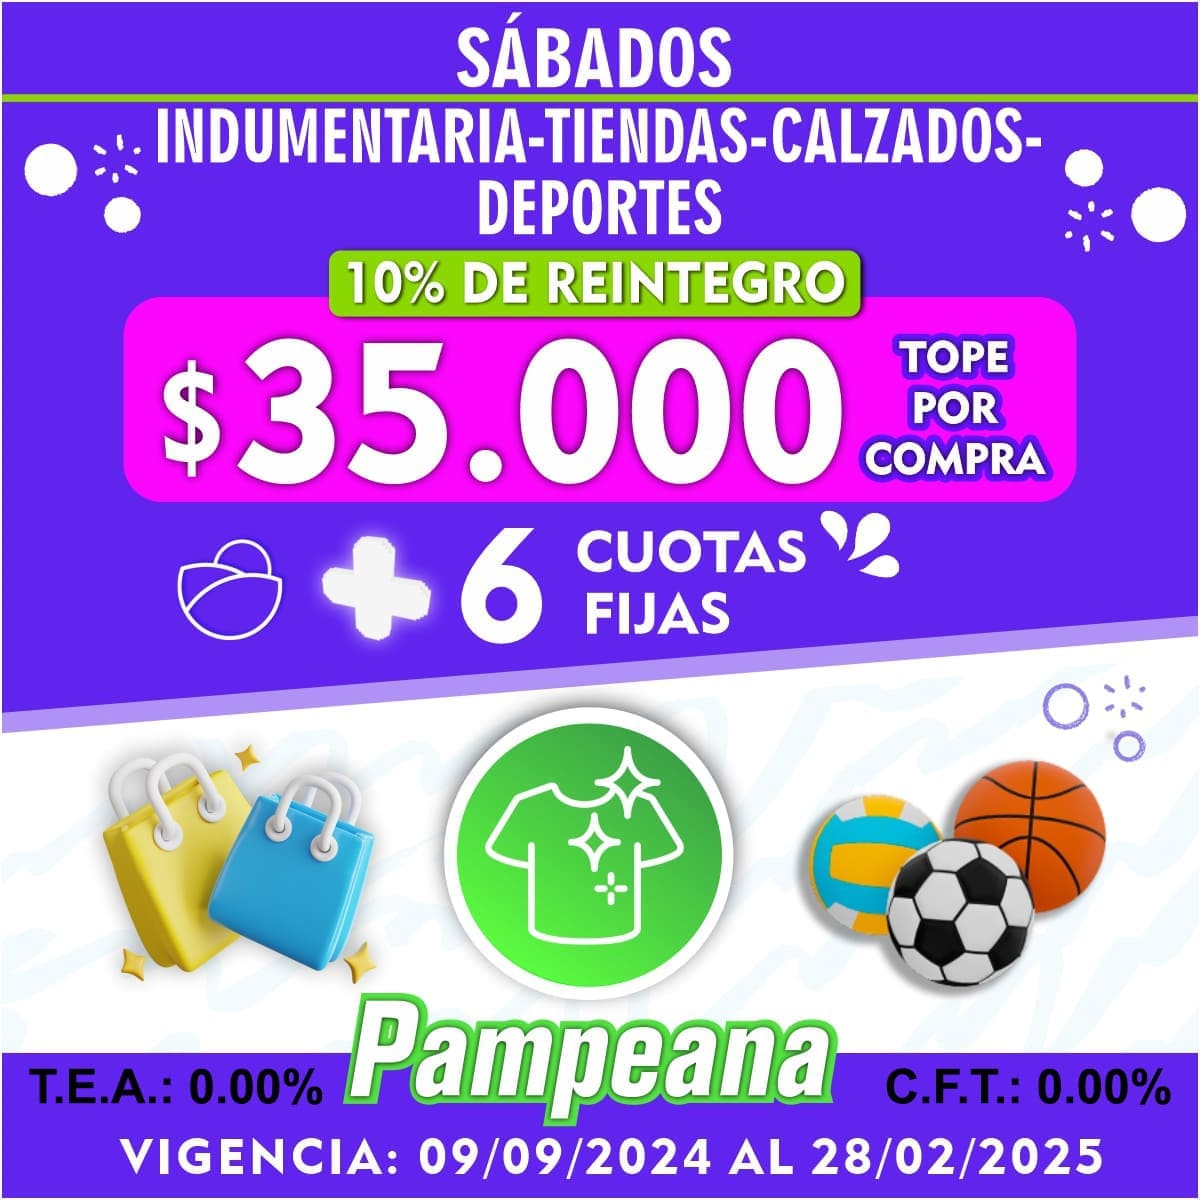 SÁBADOS
INDUMENTARIA-TIENDAS-CALZADOS-
DEPORTES
10% DE REINTEGRO
$35.000
TOPE
POR
COMPRA
6
CUOTAS
FIJAS
Pampeana
T.E.A.: 0.00%
C.F.T.: 0.00%
VIGENCIA: 09/09/2024 AL 28/02/2025